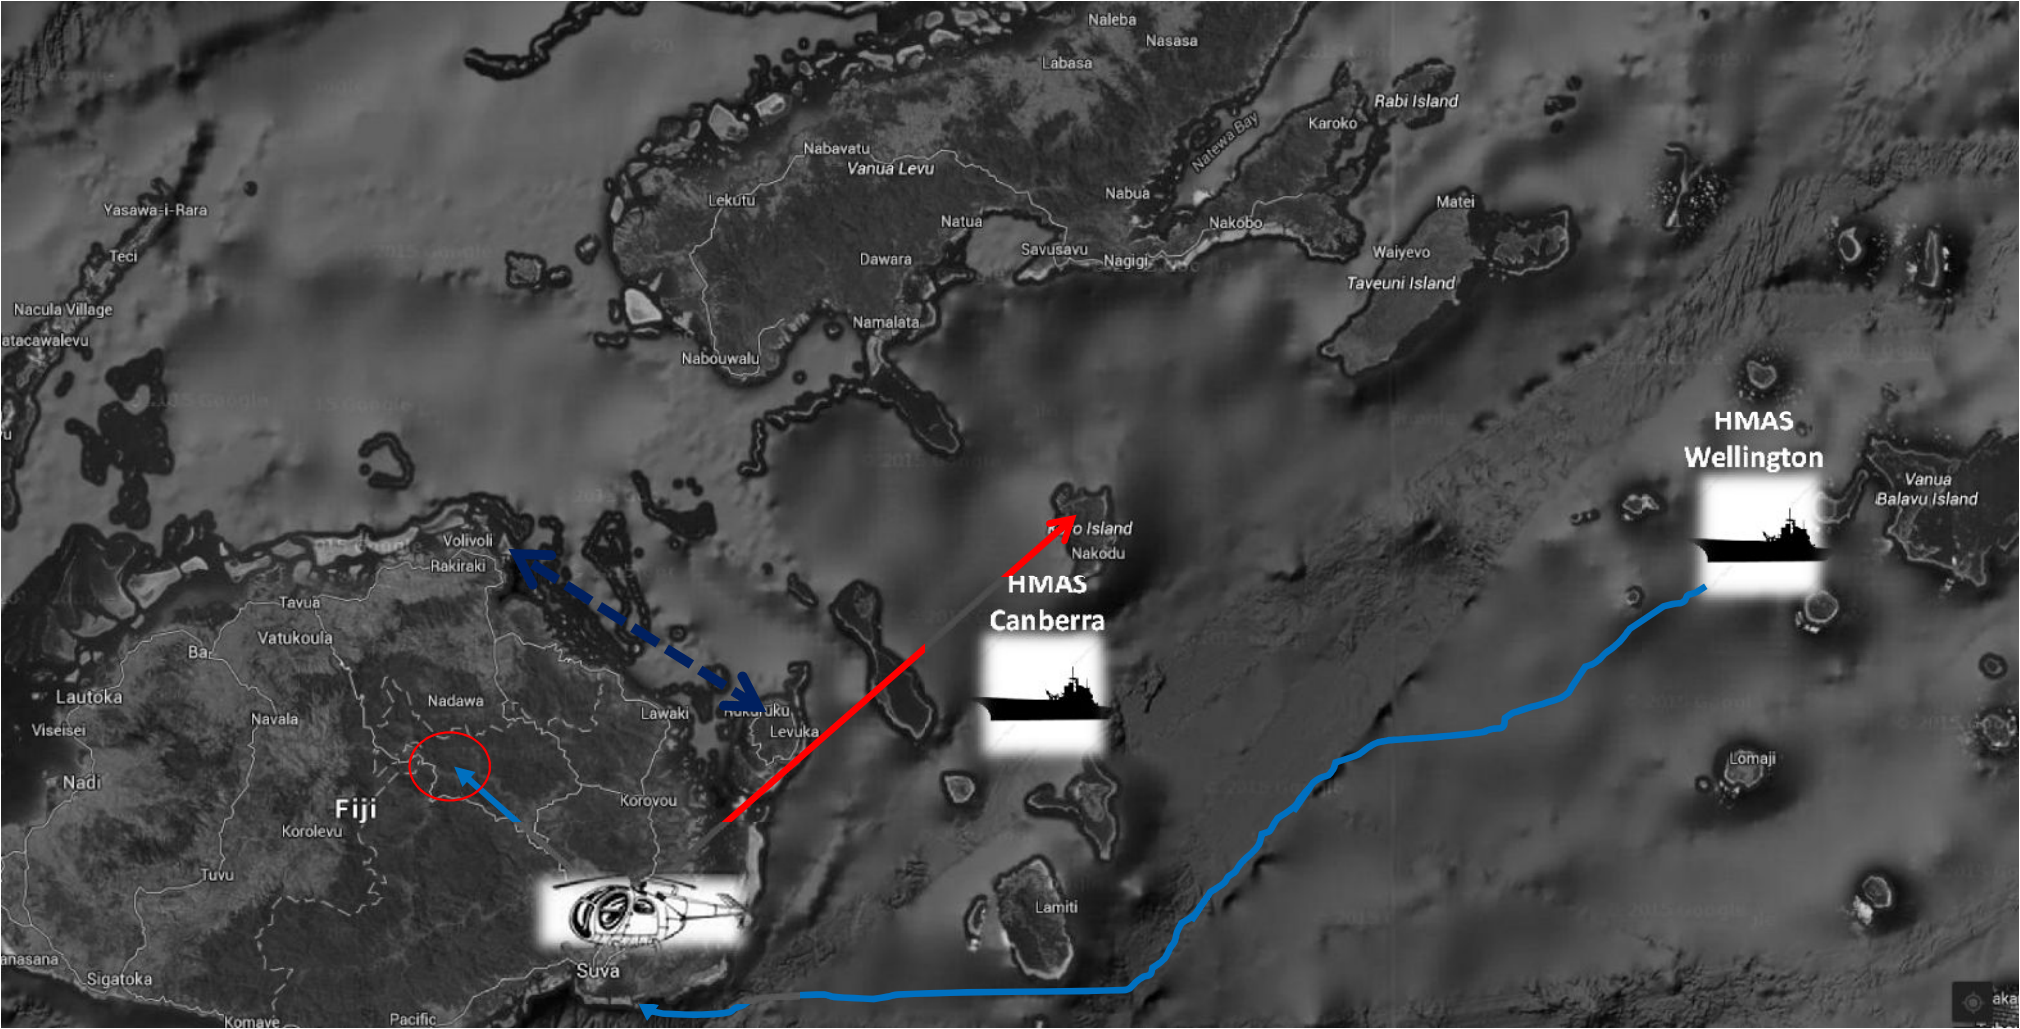 Naleba
Nasasa
Labasa
Rabi Island
Karoko
Natewa Bay
Nabavatu
Vanua Levu
Nabua
Lekutu
Matei
Yasawa-i-Rara
Natua
Nakobo
Savusavu
Waiyevo
Teci
Dawara
Nagigi
Taveuni Island
Nacula Village
Namalata
atacawalevu
Nabouwalu
HMAS
Wellington
Vanua
Balavu Island
Volivoli
Island
Nakodu
Rakiraki
HMAS
Canberra
Tavua
Vatukoula
Ba
Lautoka
Nadawa
Lawaki
Navala
Viseisei
Levuka
Lomaji
Nadi
Korovou
Fiji
Korolevu
Tuvu
Lamiti
anasana
Suva
Sigatoka
Komave
Pacific
aka